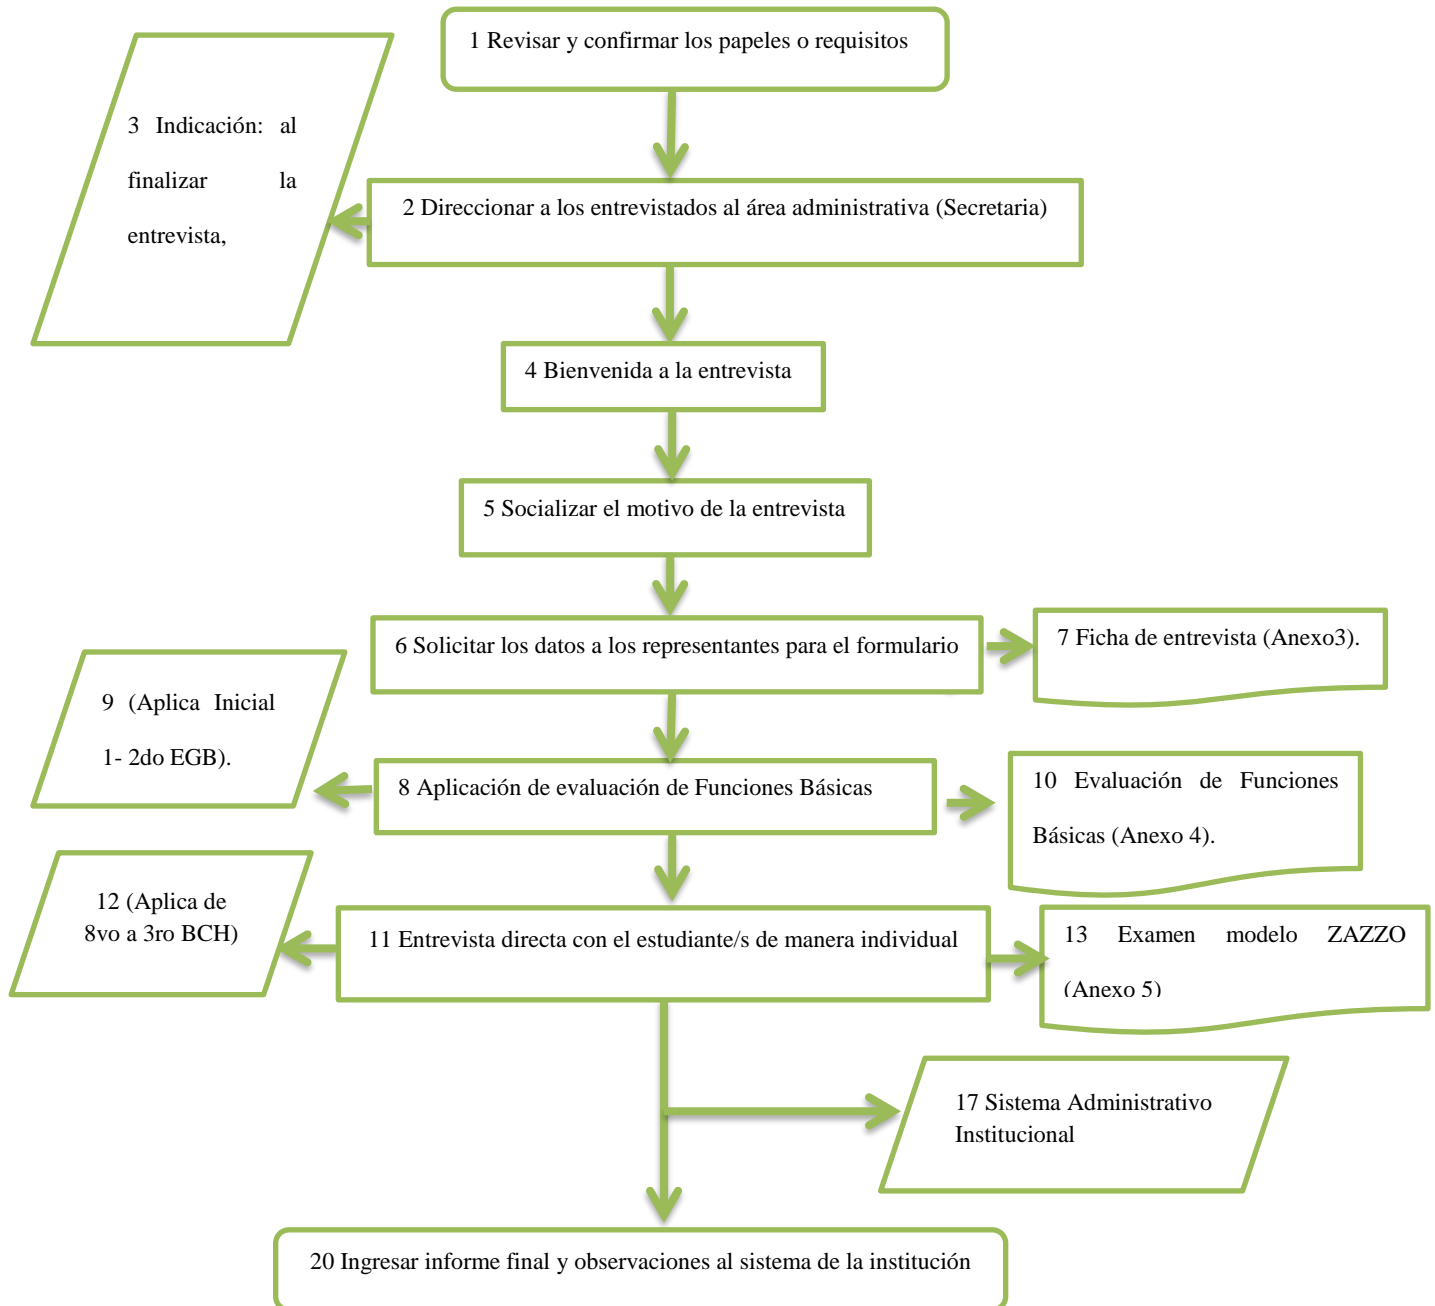 1 Revisar y confirmar los papeles o requisitos
3 Indicación: al
finalizar la
entrevista,
2 Direccionar a los entrevistados al área administrativa (Secretaria)
4 Bienvenida a la entrevista
5 Socializar el motivo de la entrevista
6 Solicitar los datos a los representantes para el formulario
7 Ficha de entrevista (Anexo3).
9 (Aplica Inicial
1- 2do EGB).
8 Aplicación de evaluación de Funciones Básicas
10 Evaluación de Funciones
Básicas (Anexo 4).
12 (Aplica de
8vo a 3ro BCH)
11 Entrevista directa con el estudiante/s de manera individual
13 Examen modelo ZAZZO
(Anexo 5)
17 Sistema Administrativo
Institucional
20 Ingresar informe final y observaciones al sistema de la institución